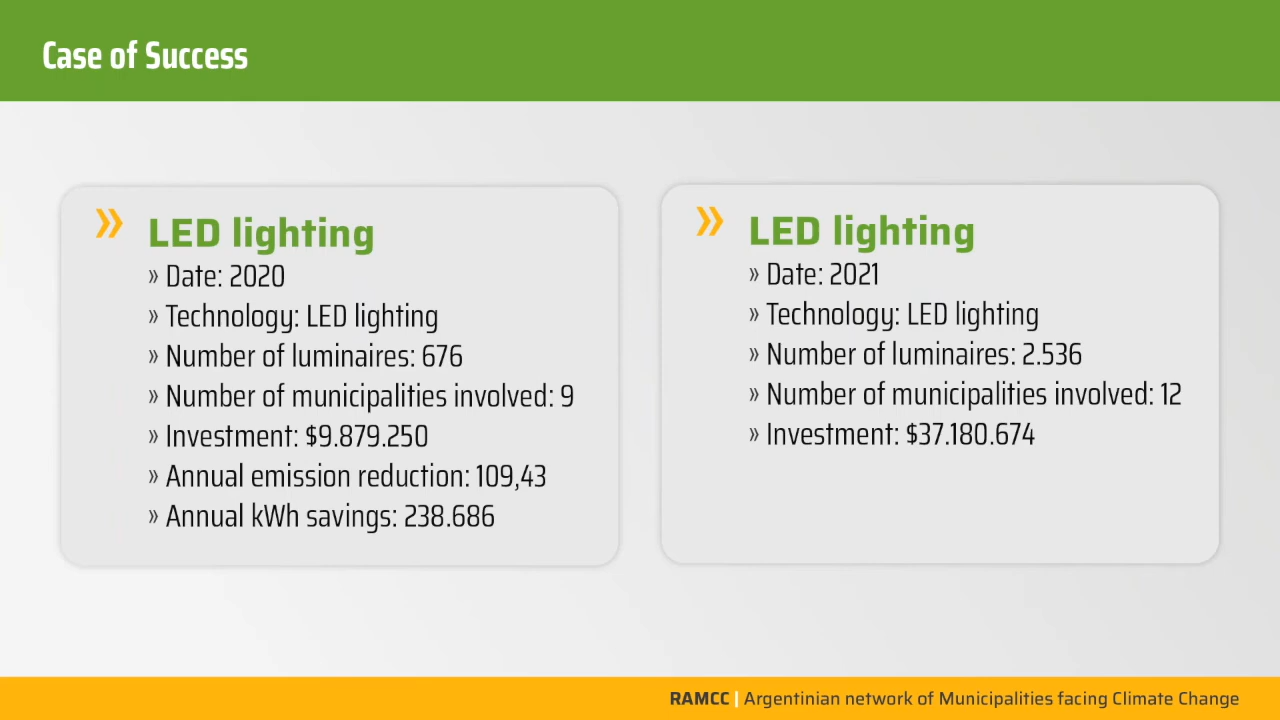 Case of Success
» LED lighting
» Date: 2020
» Technology: LED lighting
» Number of luminaires: 676
» Number of municipalities involved: 9
» Investment: $9.879.250
» Annual emission reduction: 109,43
» Annual kWh savings: 238.686
» LED lighting
» Date: 2021
» Technology: LED lighting
» Number of luminaires: 2.536
» Number of municipalities involved: 12
» Investment: $37.180.674
RAMCC | Argentinian network of Municipalities facing Climate Change